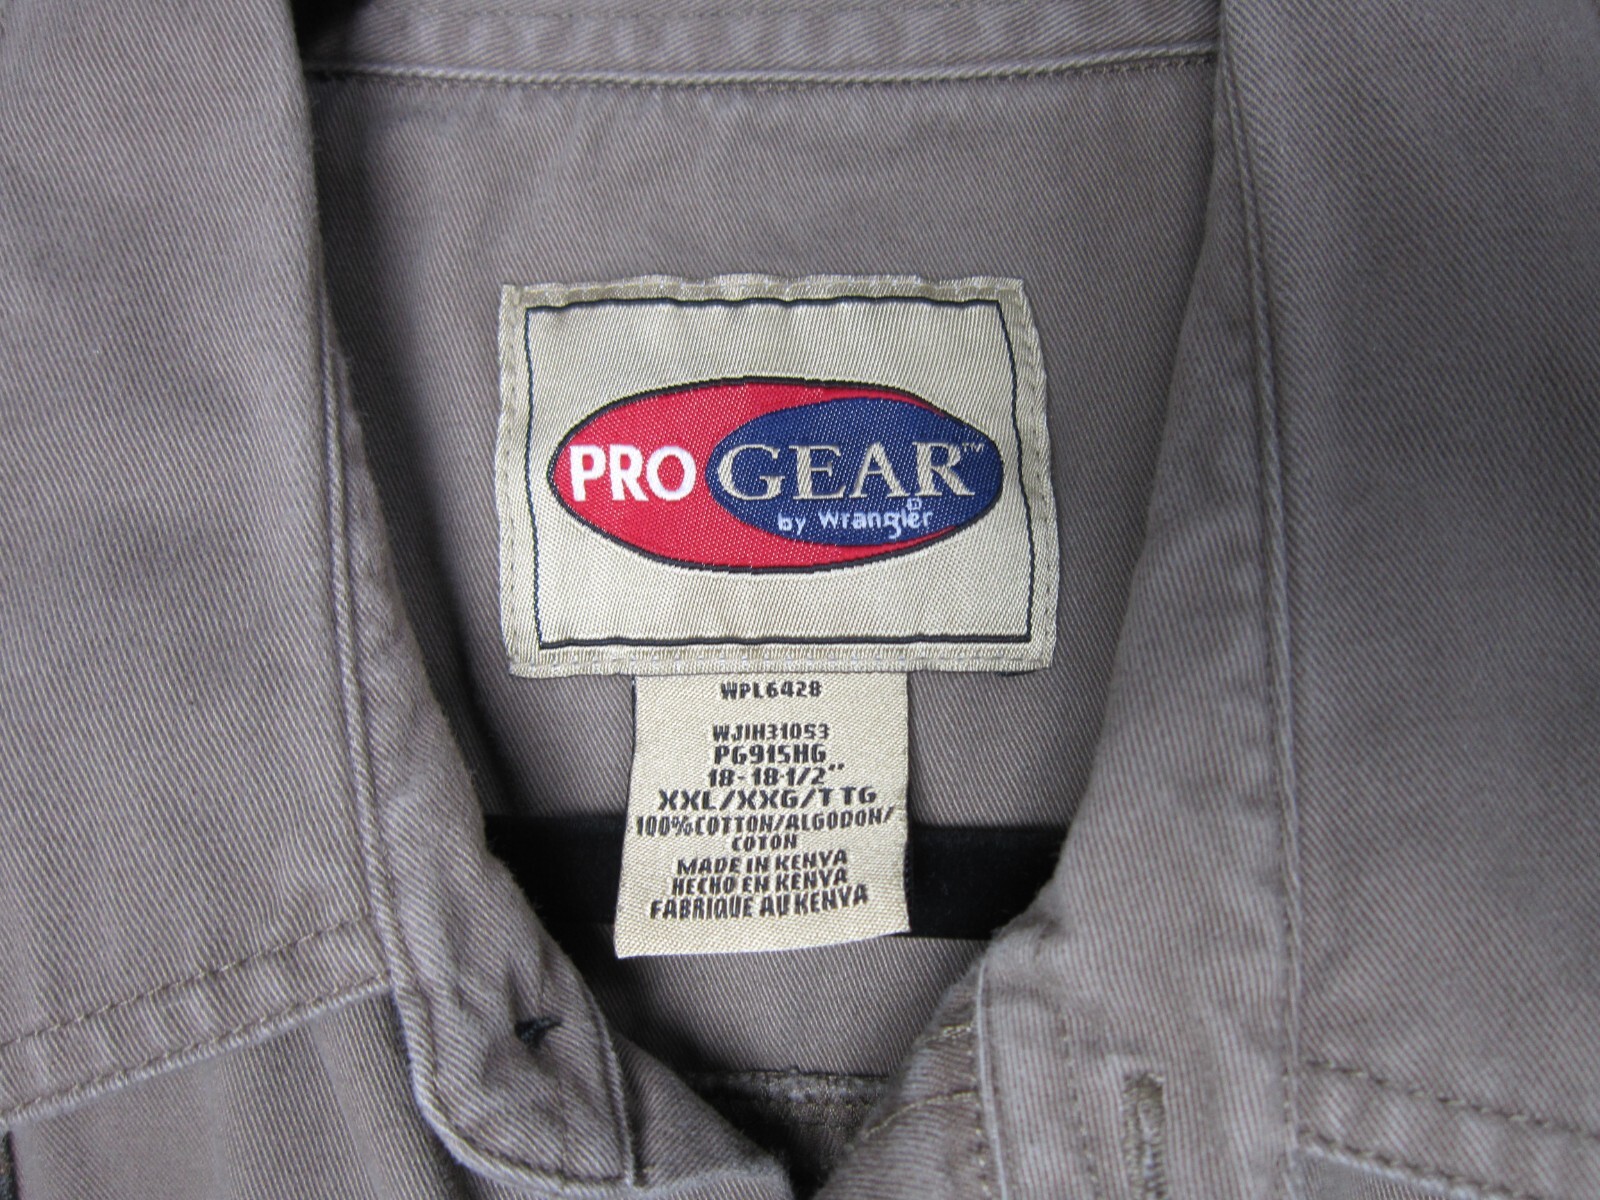 PRO GEAR™
by Wrangler®
WPL6428
WJIH31053
PG915HG
18-18-1/2"
XXL/XXG/TTG
100%COTTON/ALGODON/
COTON
MADE IN KENYA
HECHO EN KENYA
FABRIQUE AU KENYA